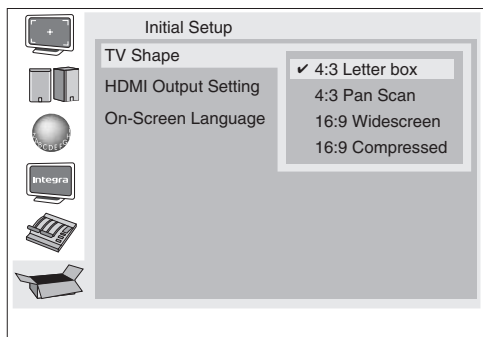 Initial Setup
TV Shape
HDMI Output Setting
On-Screen Language
✔ 4:3 Letter box
4:3 Pan Scan
16:9 Widescreen
16:9 Compressed
Integra